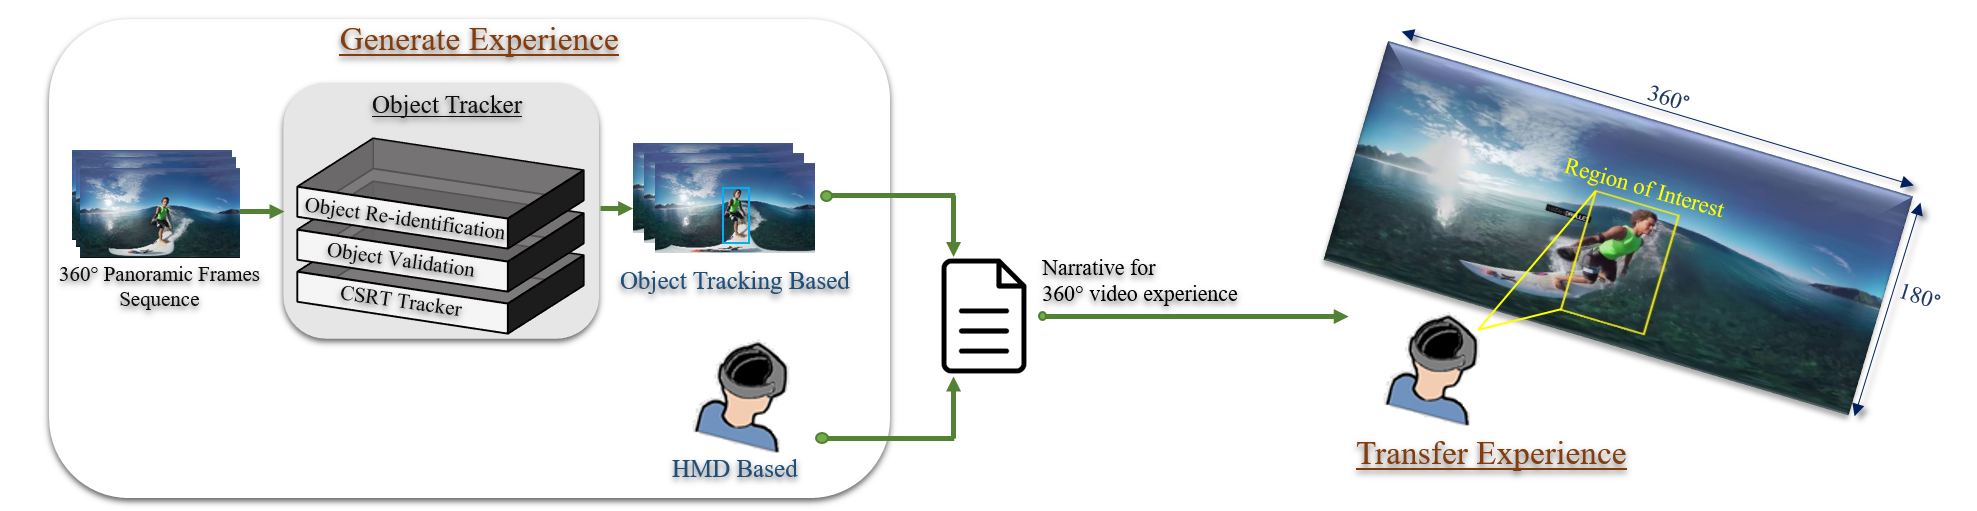 Generate Experience
Object Tracker
Object Re-identification
Object Validation
CSRT Tracker
360° Panoramic Frames
Sequence
Object Tracking Based
HMD Based
Narrative for
360° video experience
360°
180°
Region of Interest
Transfer Experience